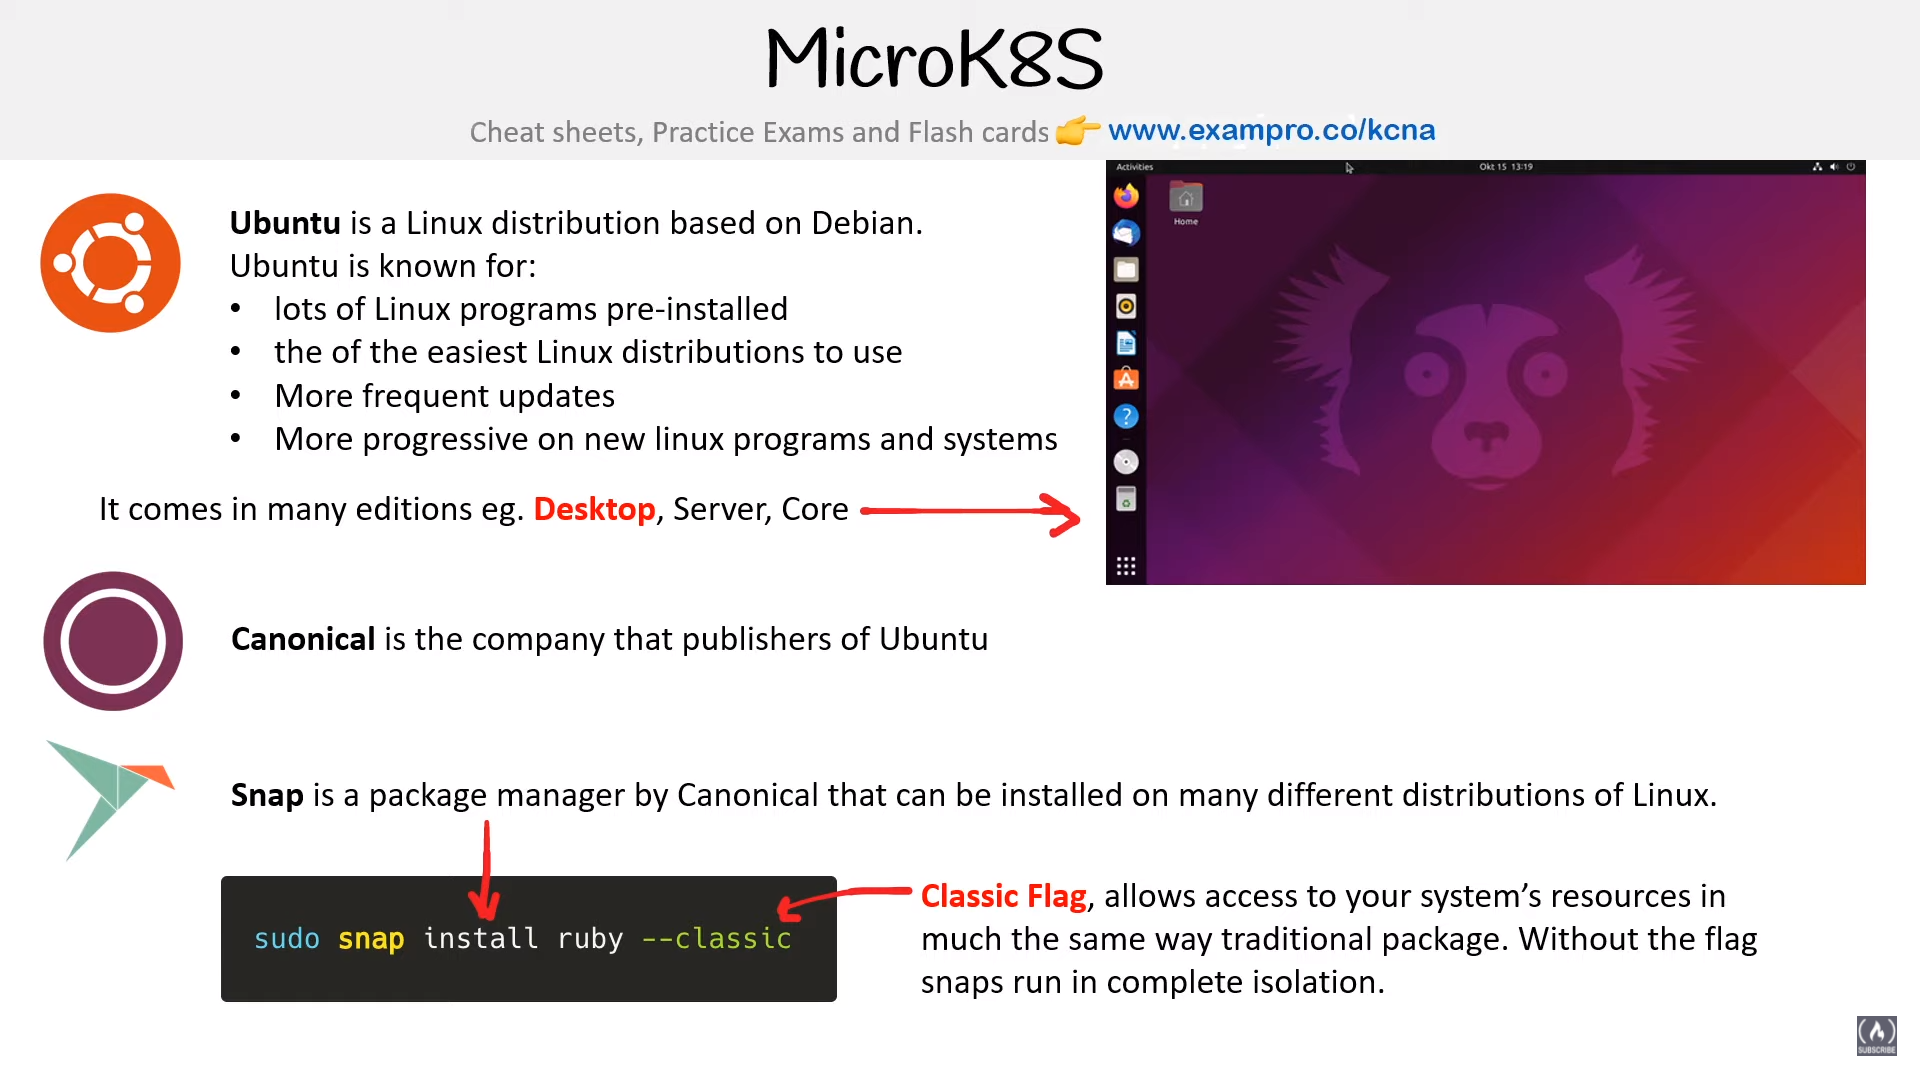 MicroK8S
Cheat sheets, Practice Exams and Flash cards 👉 www.exampro.co/kcna
Activities
Okt 15 13:19
Home
Ubuntu is a Linux distribution based on Debian.
Ubuntu is known for:
• lots of Linux programs pre-installed
• the of the easiest Linux distributions to use
• More frequent updates
• More progressive on new linux programs and systems
It comes in many editions eg. Desktop, Server, Core
Canonical is the company that publishers of Ubuntu
Snap is a package manager by Canonical that can be installed on many different distributions of Linux.
sudo snap install ruby --classic
Classic Flag, allows access to your system’s resources in
much the same way traditional package. Without the flag
snaps run in complete isolation.
SUBSCRIBE